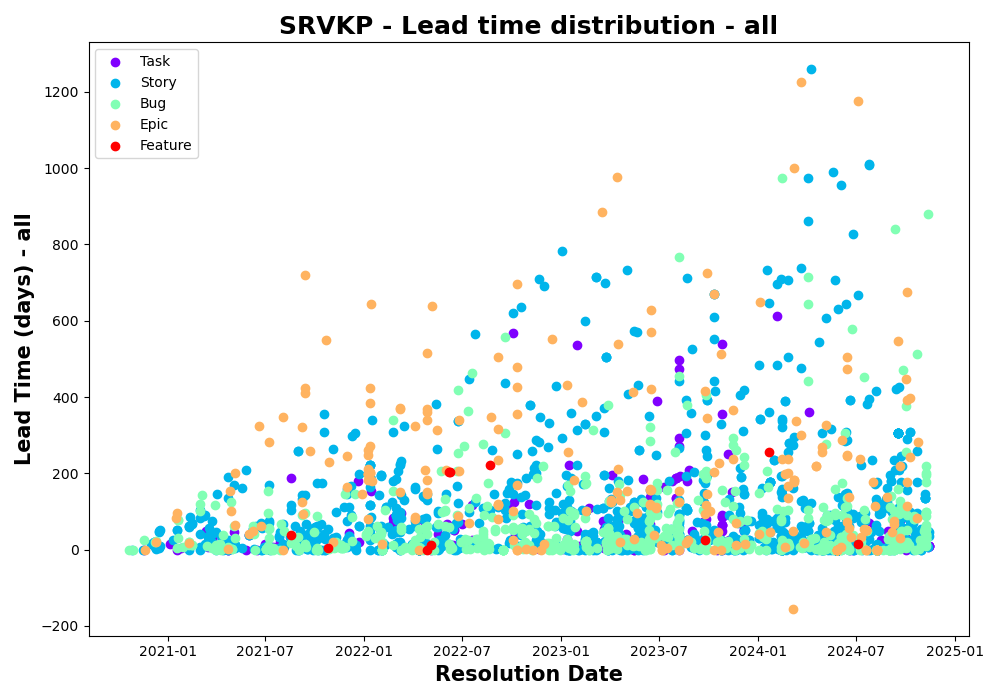 SRVKP - Lead time distribution - all
Task
Story
Bug
Epic
Feature
Lead Time (days) - all
1200
1000
800
600
400
200
0
−200
2021-01
2021-07
2022-01
2022-07
2023-01
2023-07
2024-01
2024-07
2025-01
Resolution Date